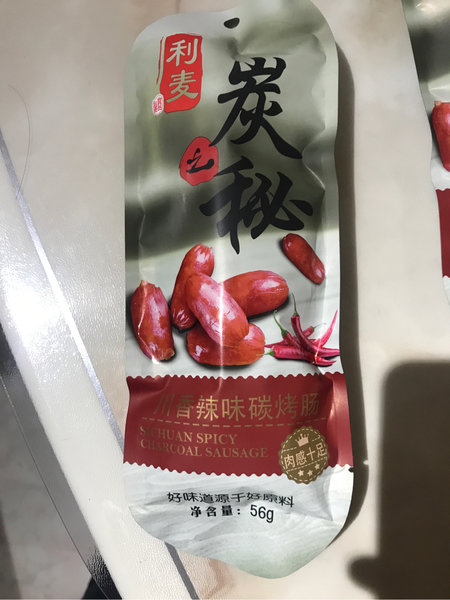 利麦
炭之秘
川香辣味碳烤肠
SICHUAN SPICY
CHARCOAL SAUSAGE
肉感十足
好味道源于好原料
净含量：56g